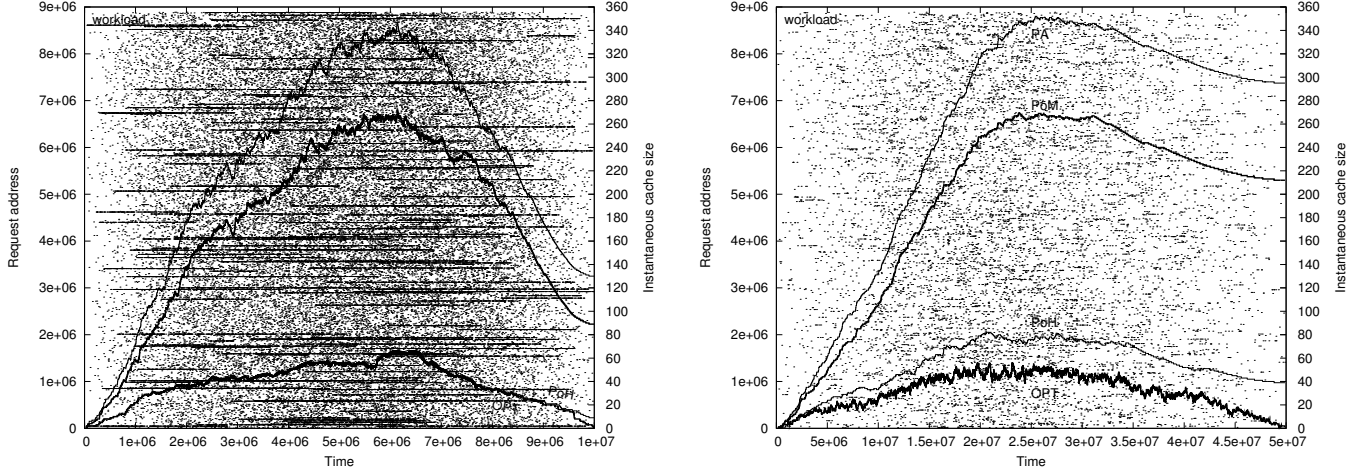 9e+06
8e+06
7e+06
6e+06
5e+06
4e+06
3e+06
2e+06
1e+06
0
Request address
workload
PoH
OPT
360
340
320
300
280
260
240
220
200
180
160
140
120
100
80
60
40
20
0
Instantaneous cache size
0 1e+06 2e+06 3e+06 4e+06 5e+06 6e+06 7e+06 8e+06 9e+06 1e+07
Time
9e+06
8e+06
7e+06
6e+06
5e+06
4e+06
3e+06
2e+06
1e+06
0
Request address
workload
PA
PoM
PoH
OPT
360
340
320
300
280
260
240
220
200
180
160
140
120
100
80
60
40
20
0
Instantaneous cache size
0 5e+06 1e+07 1.5e+07 2e+07 2.5e+07 3e+07 3.5e+07 4e+07 4.5e+07 5e+07
Time